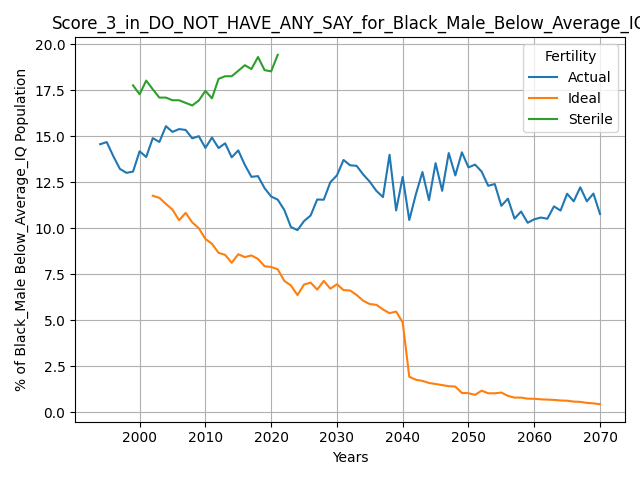 Score_3_in_DO_NOT_HAVE_ANY_SAY_for_Black_Male_Below_Average_IQ
Fertility
Actual
Ideal
Sterile
% of Black_Male Below_Average_IQ Population
20.0
17.5
15.0
12.5
10.0
7.5
5.0
2.5
0.0
2000 2010 2020 2030 2040 2050 2060 2070
Years